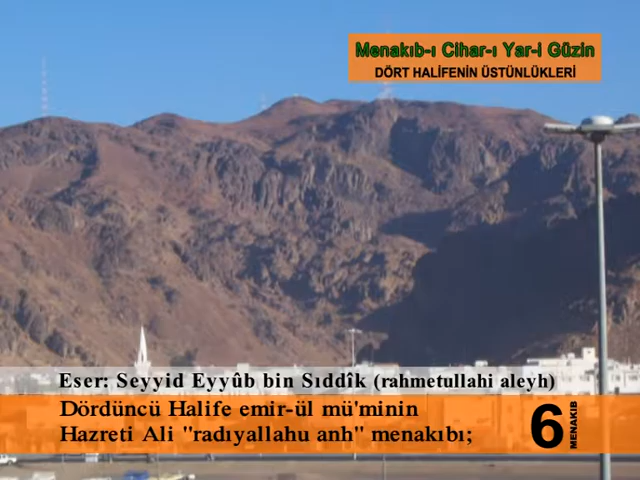 Menakıb-ı Cihar-ı Yar-i Güzin
DÖRT HALİFENİN ÜSTÜNLÜKLERİ
Eser: Seyyid Eyyûb bin Sıddîk (rahmetullahi aleyh)
Dördüncü Halife emir-ül mü'minin
Hazreti Ali "radıyallahu anh" menakıbı;
6
MENAKIB